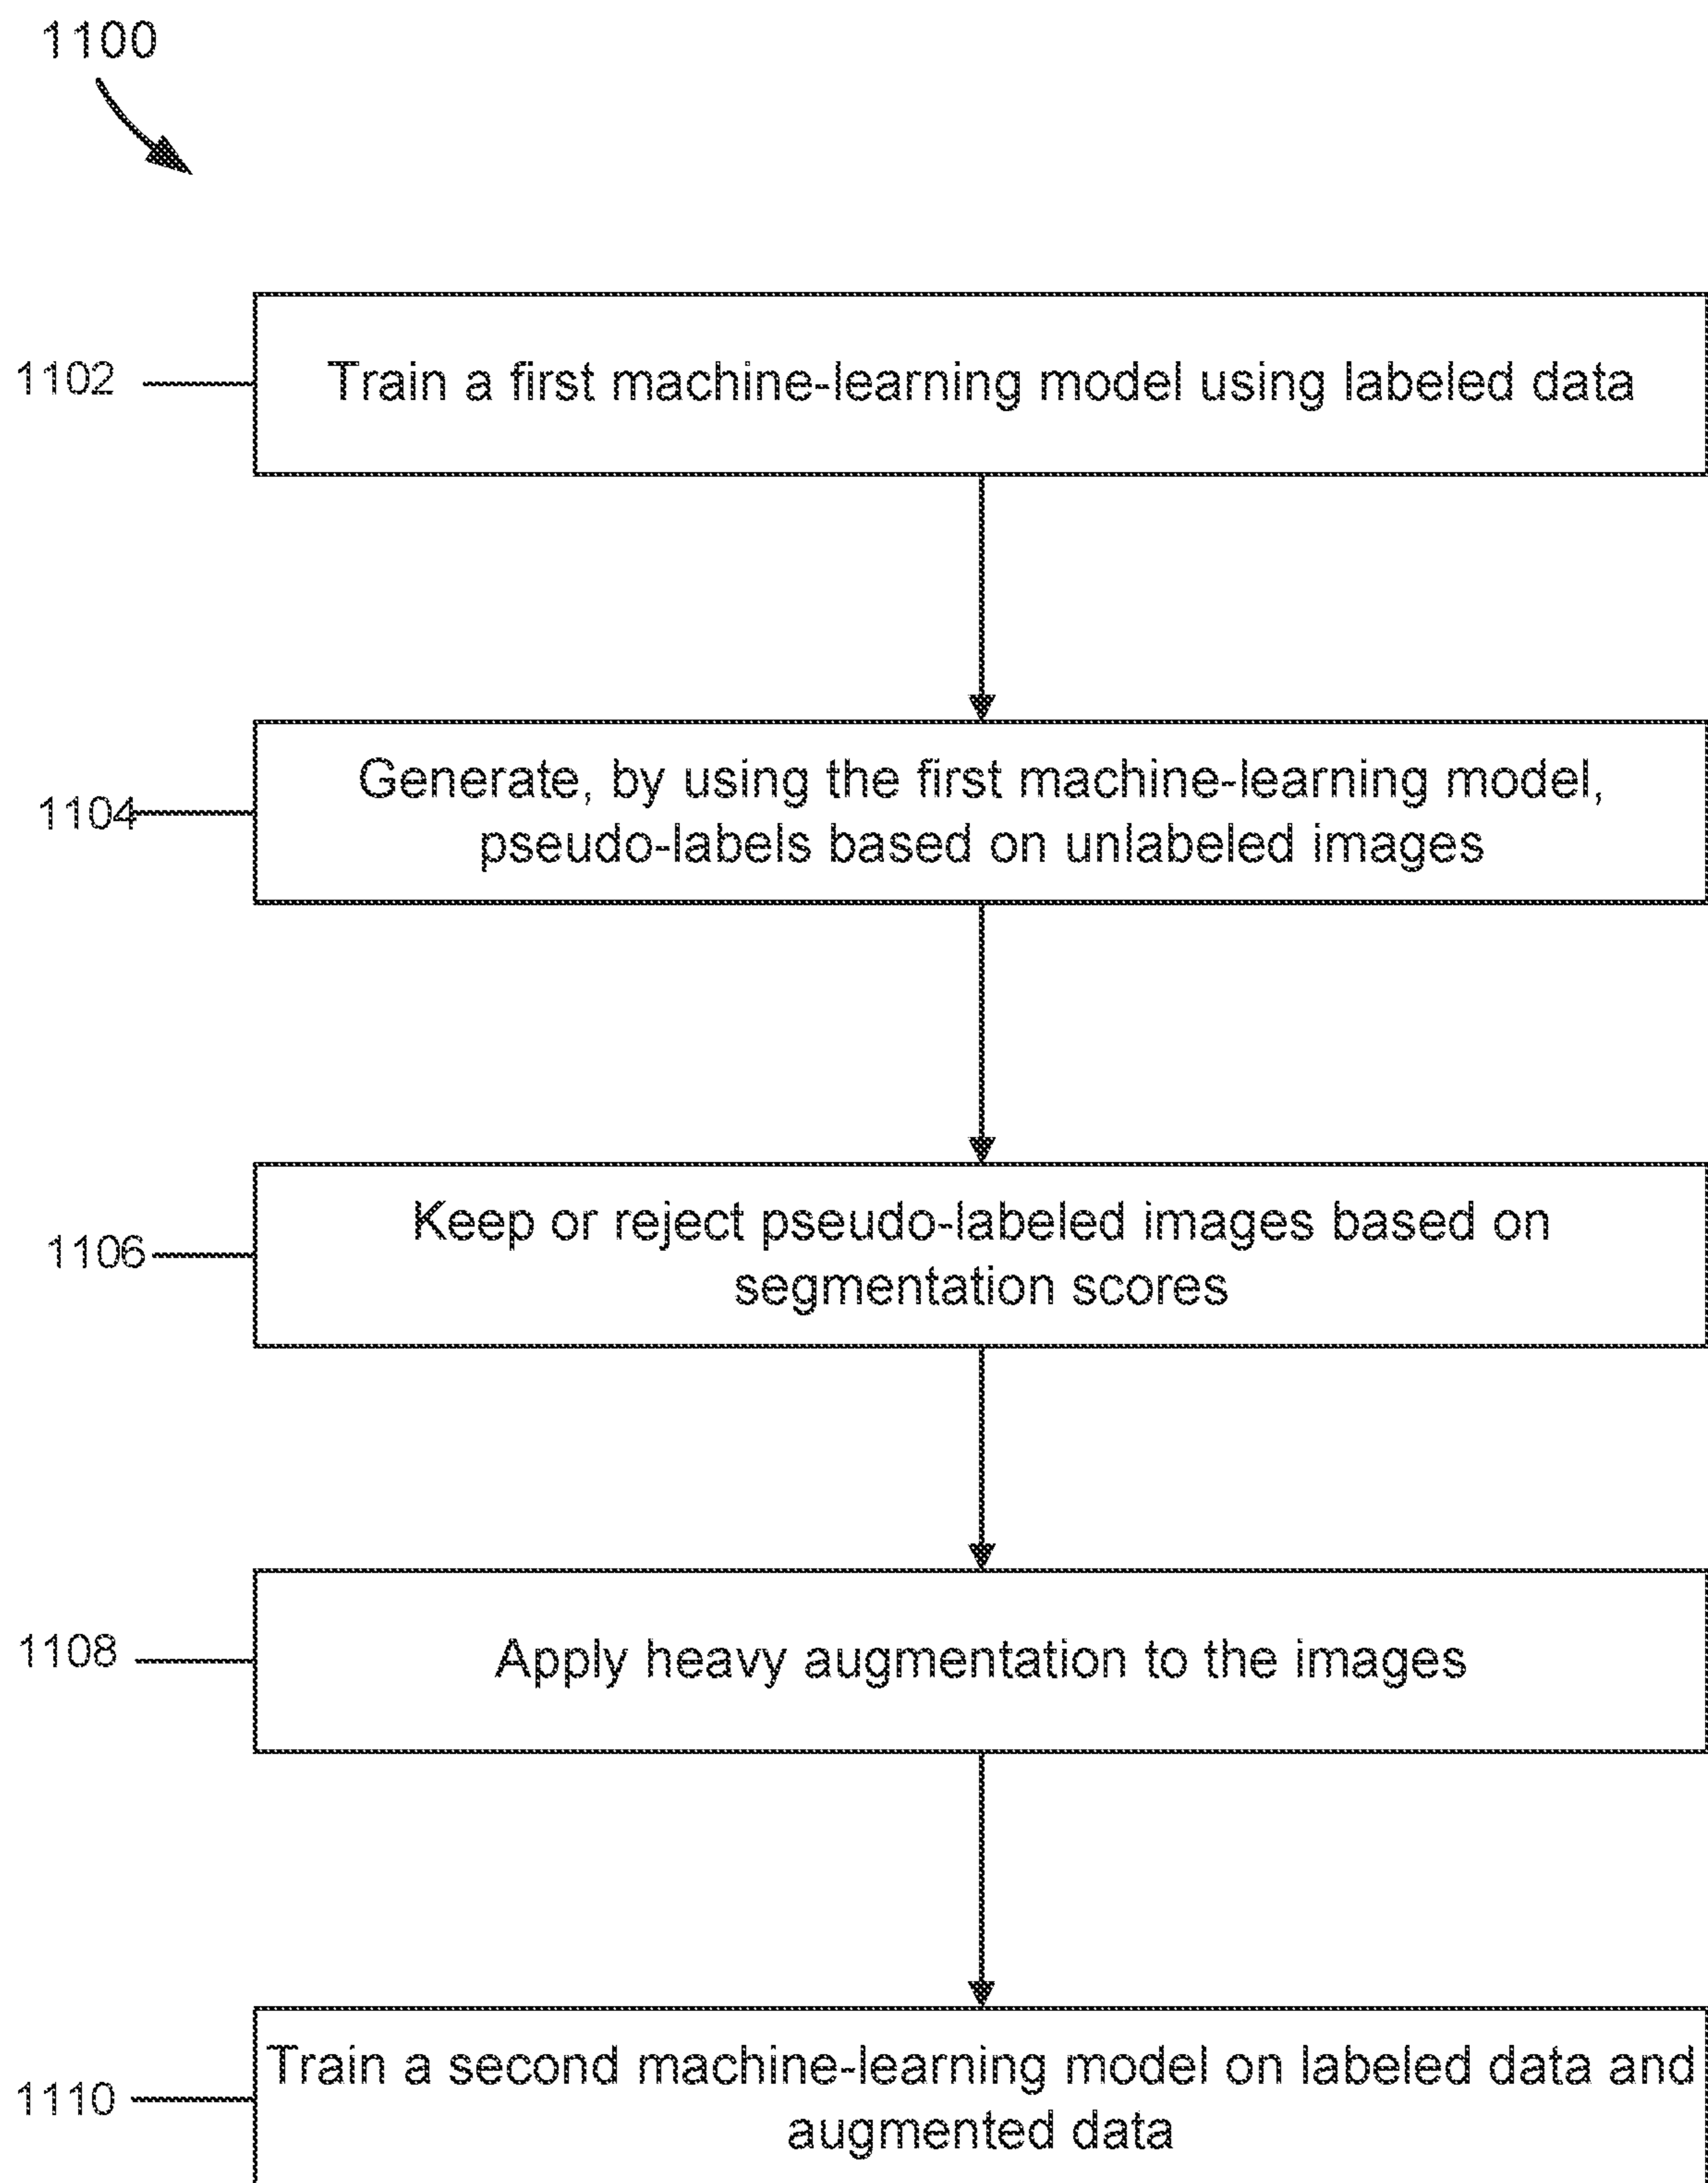 1100
1102
Train a first machine-learning model using labeled data
1104
Generate, by using the first machine-learning model,
pseudo-labels based on unlabeled images
1106
Keep or reject pseudo-labeled images based on
segmentation scores
1108
Apply heavy augmentation to the images
1110
Train a second machine-learning model on labeled data and
augmented data